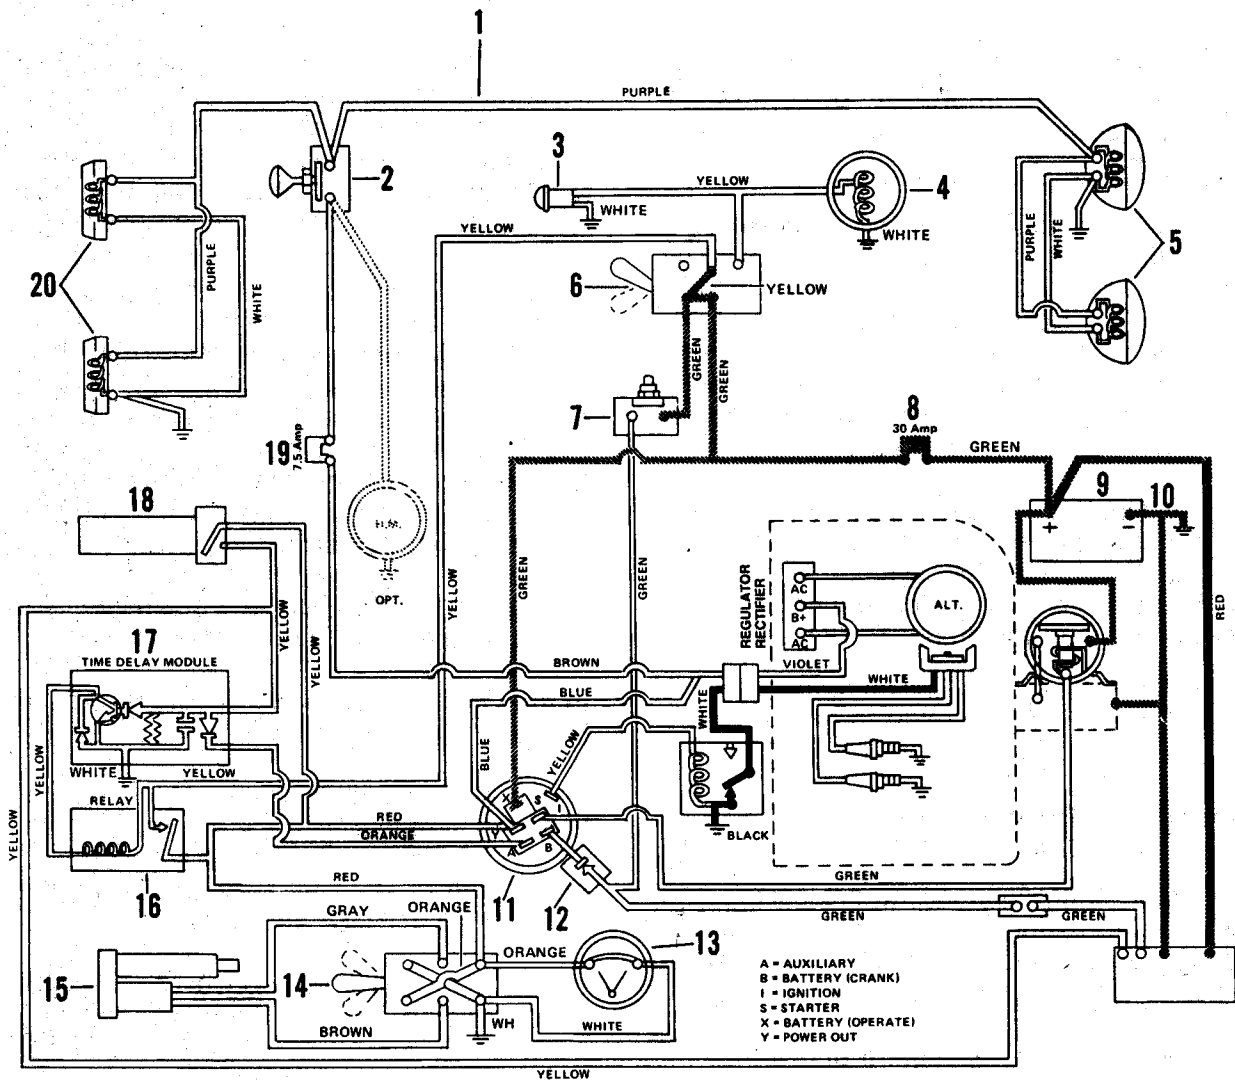 1
PURPLE
3
2
YELLOW
4
WHITE
WHITE
YELLOW
5
PURPLE
WHITE
20
PURPLE
WHITE
6
YELLOW
GREEN
GREEN
7
8
30 Amp
GREEN
19
7.5 Amp
9
10
+
-
18
H.M.
OPT.
GREEN
GREEN
YELLOW
REGULATOR
RECTIFIER
AC
B+
AC
ALT.
RED
YELLOW
YELLOW
17
TIME DELAY MODULE
BROWN
VIOLET
WHITE
BLUE
WHITE
YELLOW
BLUE
YELLOW
WHITE
YELLOW
RELAY
X
S
Y
A
B
BLACK
RED
ORANGE
YELLOW
16
RED
11
12
GREEN
GREEN
GREEN
GRAY
ORANGE
ORANGE
13
15
14
WH
WHITE
BROWN
A = AUXILIARY
B = BATTERY (CRANK)
I = IGNITION
S = STARTER
X = BATTERY (OPERATE)
Y = POWER OUT
YELLOW